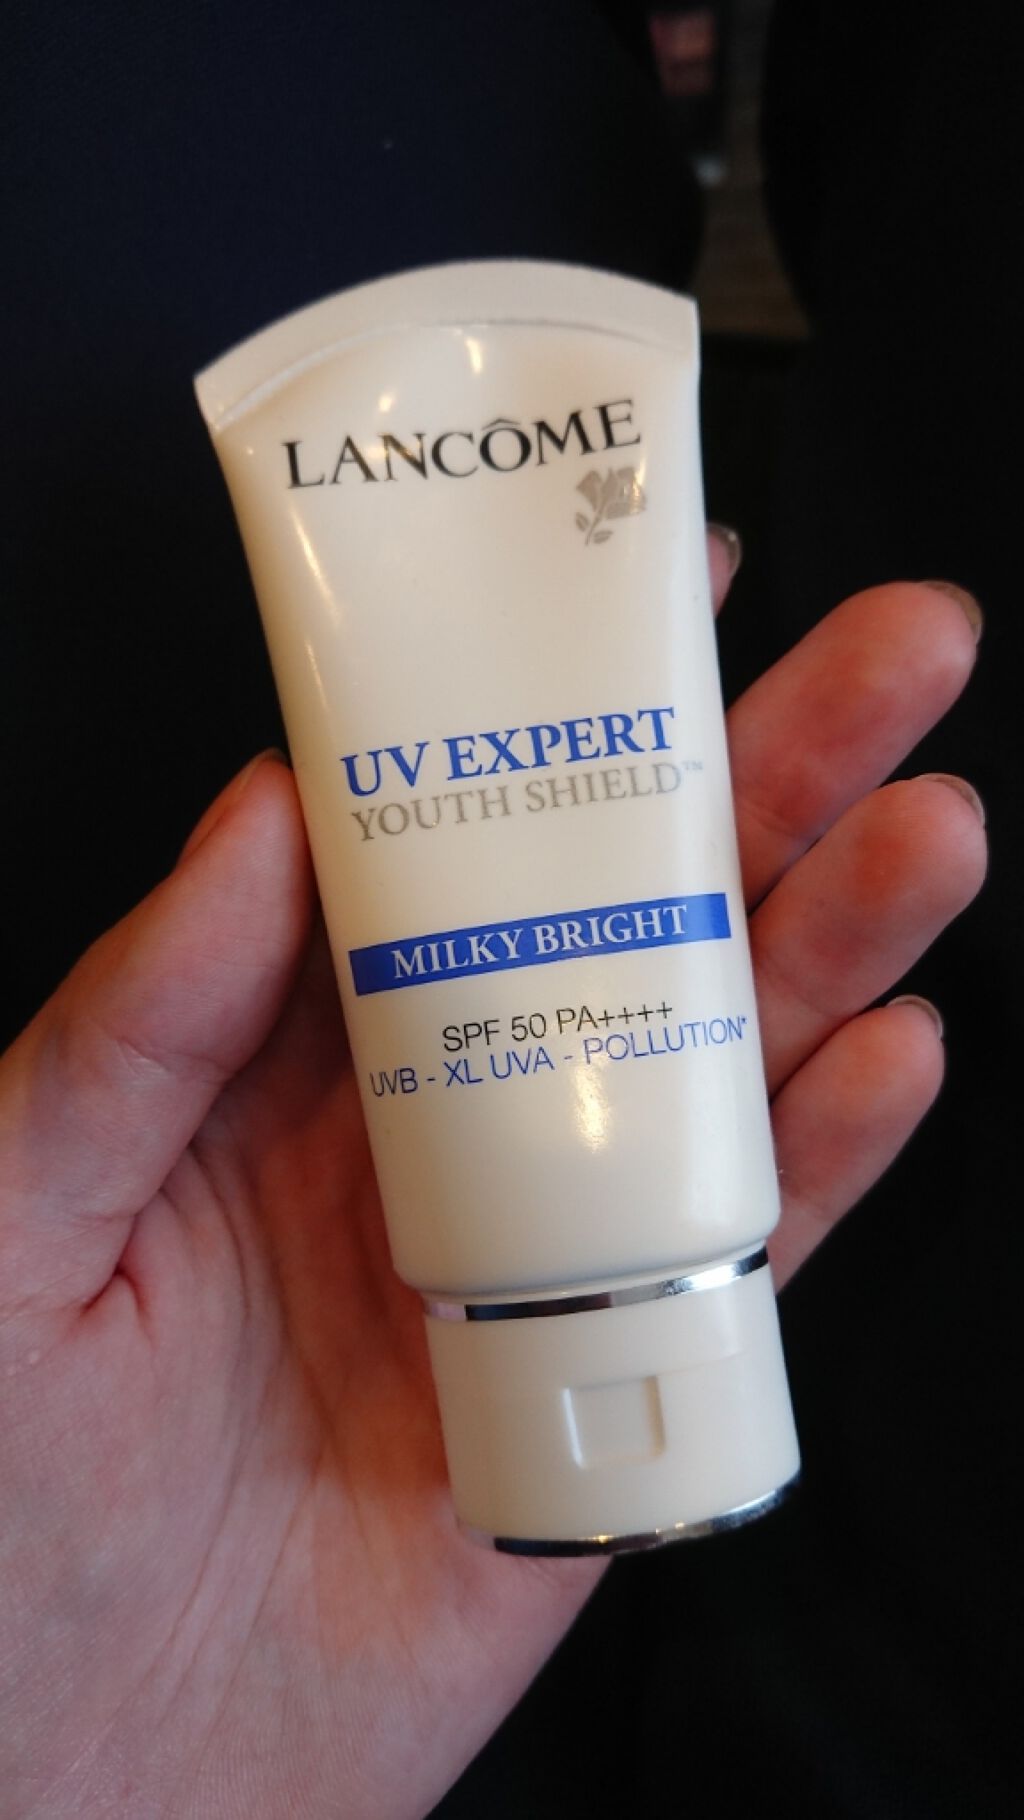 LANCÔME
UV EXPERT
YOUTH SHIELD™
MILKY BRIGHT
SPF 50 PA++++
UVB - XL UVA - POLLUTION*